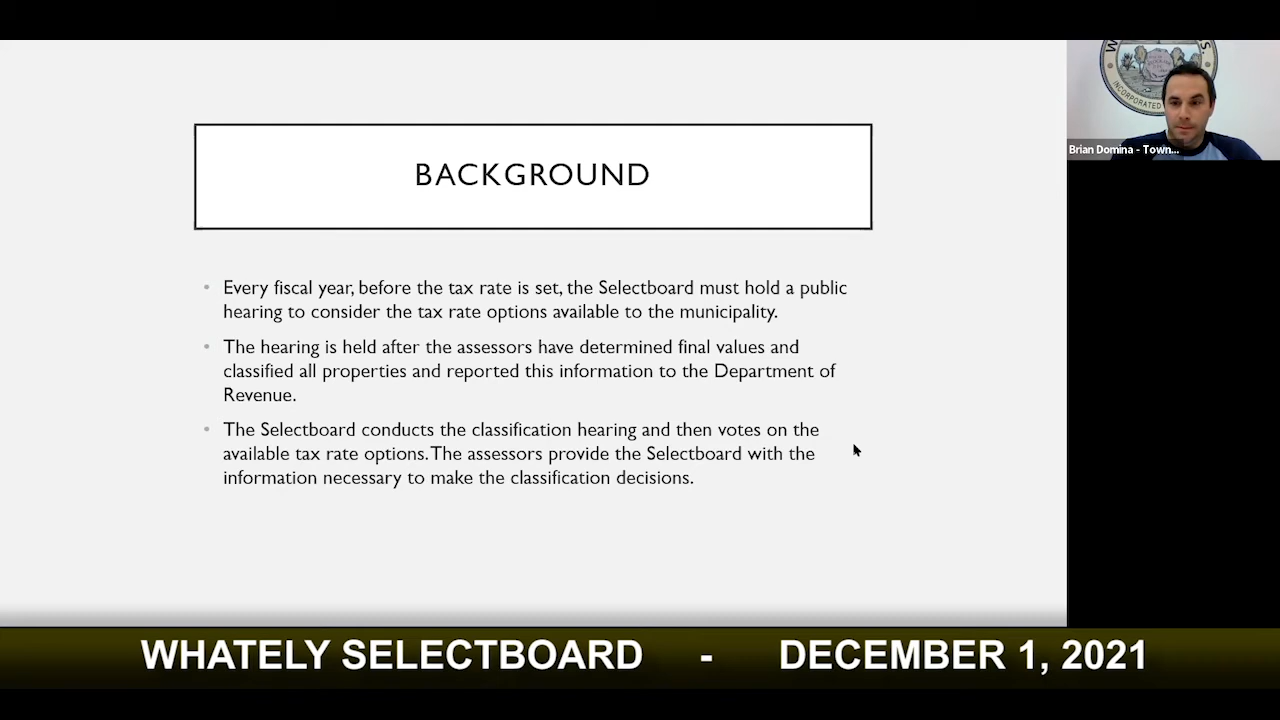 BACKGROUND
Every fiscal year, before the tax rate is set, the Selectboard must hold a public
hearing to consider the tax rate options available to the municipality.
The hearing is held after the assessors have determined final values and
classified all properties and reported this information to the Department of
Revenue.
The Selectboard conducts the classification hearing and then votes on the
available tax rate options. The assessors provide the Selectboard with the
information necessary to make the classification decisions.
INCORPORATED
Brian Domina - Town...
WHATELY SELECTBOARD - DECEMBER 1, 2021